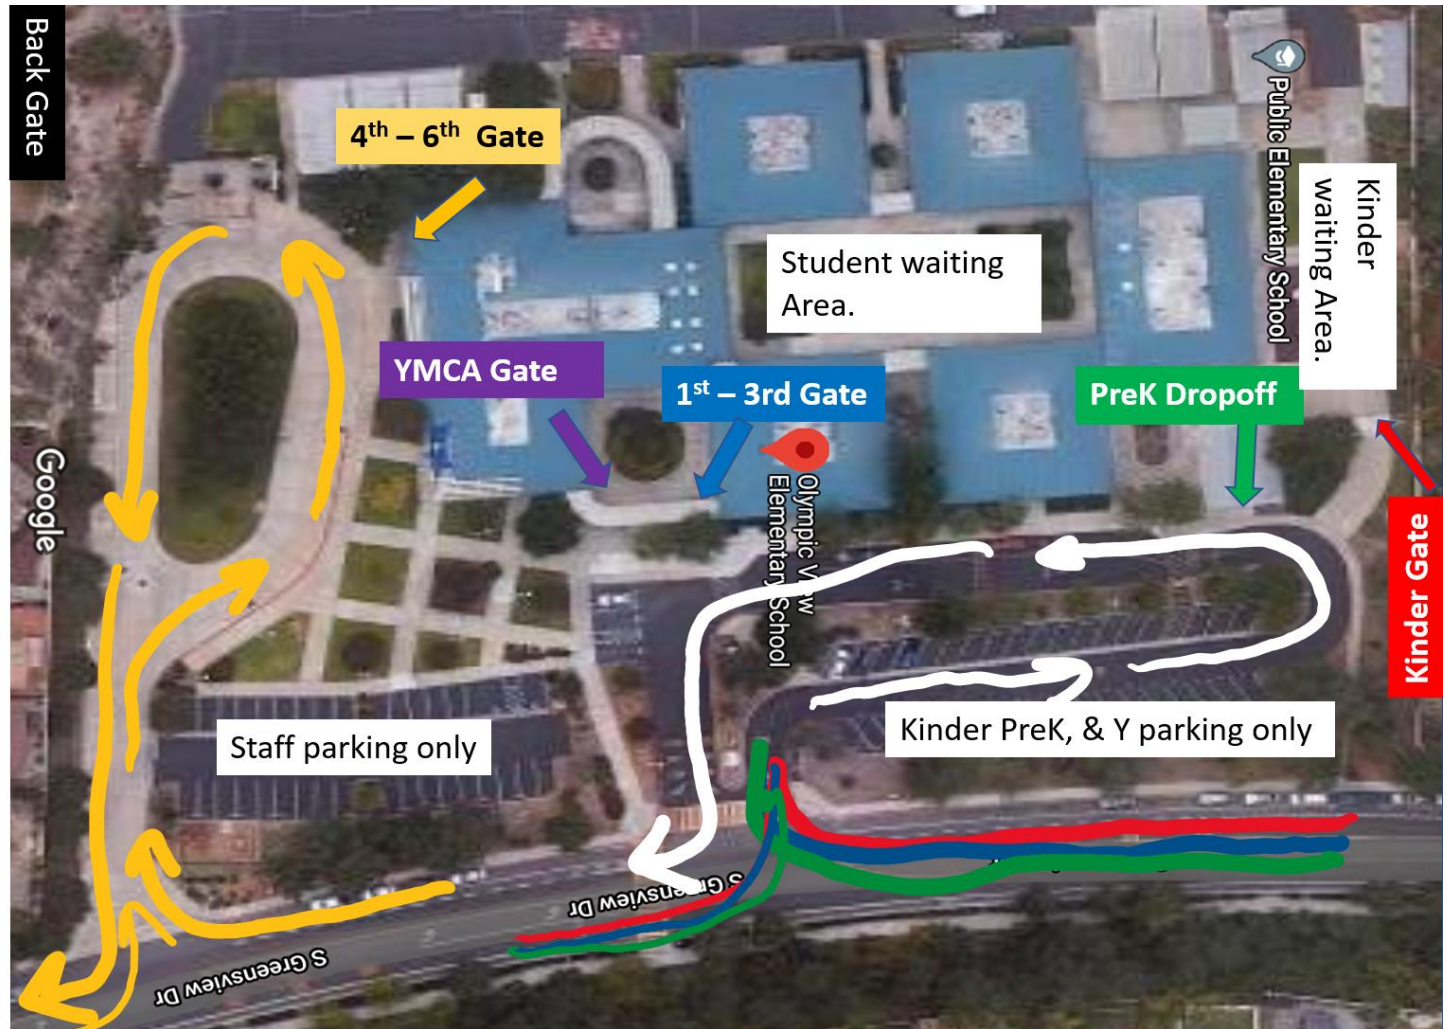 Back Gate
4th – 6th Gate
Public Elementary School
Kinder
waiting Area.
Student waiting
Area.
YMCA Gate
1st – 3rd Gate
PreK Dropoff
Google
Olympic View
Elementary School
Kinder Gate
Kinder PreK, & Y parking only
Staff parking only
S Greensview Dr
S Greensview Dr